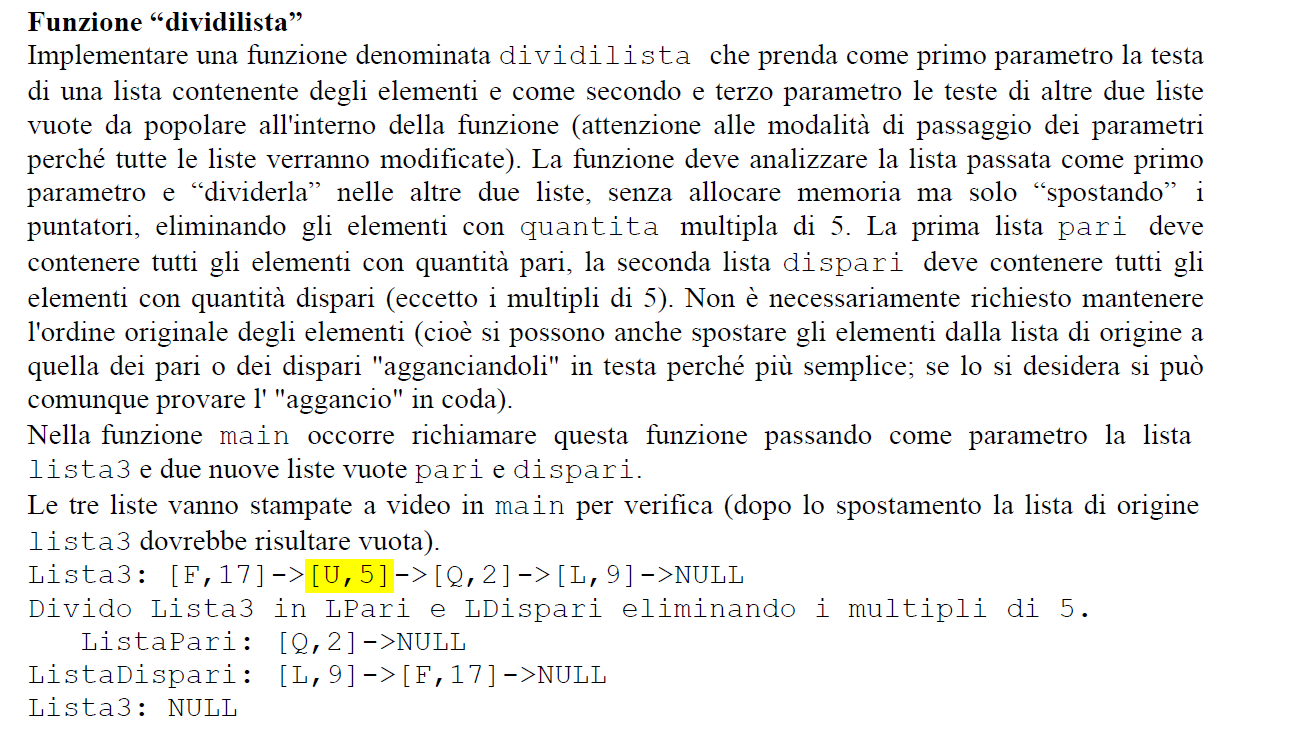 Funzione “dividilista”
Implementare una funzione denominata dividilista che prenda come primo parametro la testa
di una lista contenente degli elementi e come secondo e terzo parametro le teste di altre due liste
vuote da popolare all'interno della funzione (attenzione alle modalità di passaggio dei parametri
perché tutte le liste verranno modificate). La funzione deve analizzare la lista passata come primo
parametro e “dividerla” nelle altre due liste, senza allocare memoria ma solo “spostando” i
puntatori, eliminando gli elementi con quantita multipla di 5. La prima lista pari deve
contenere tutti gli elementi con quantità pari, la seconda lista dispari deve contenere tutti gli
elementi con quantità dispari (eccetto i multipli di 5). Non è necessariamente richiesto mantenere
l'ordine originale degli elementi (cioè si possono anche spostare gli elementi dalla lista di origine a
quella dei pari o dei dispari "agganciandoli" in testa perché più semplice; se lo si desidera si può
comunque provare l' "aggancio" in coda).
Nella funzione main occorre richiamare questa funzione passando come parametro la lista
lista3 e due nuove liste vuote pari e dispari.
Le tre liste vanno stampate a video in main per verifica (dopo lo spostamento la lista di origine
lista3 dovrebbe risultare vuota).
Lista3: [F,17]->[U,5]->[Q,2]->[L,9]->NULL
Divido Lista3 in LPari e LDispari eliminando i multipli di 5.
ListaPari: [Q,2]->NULL
ListaDispari: [L,9]->[F,17]->NULL
Lista3: NULL